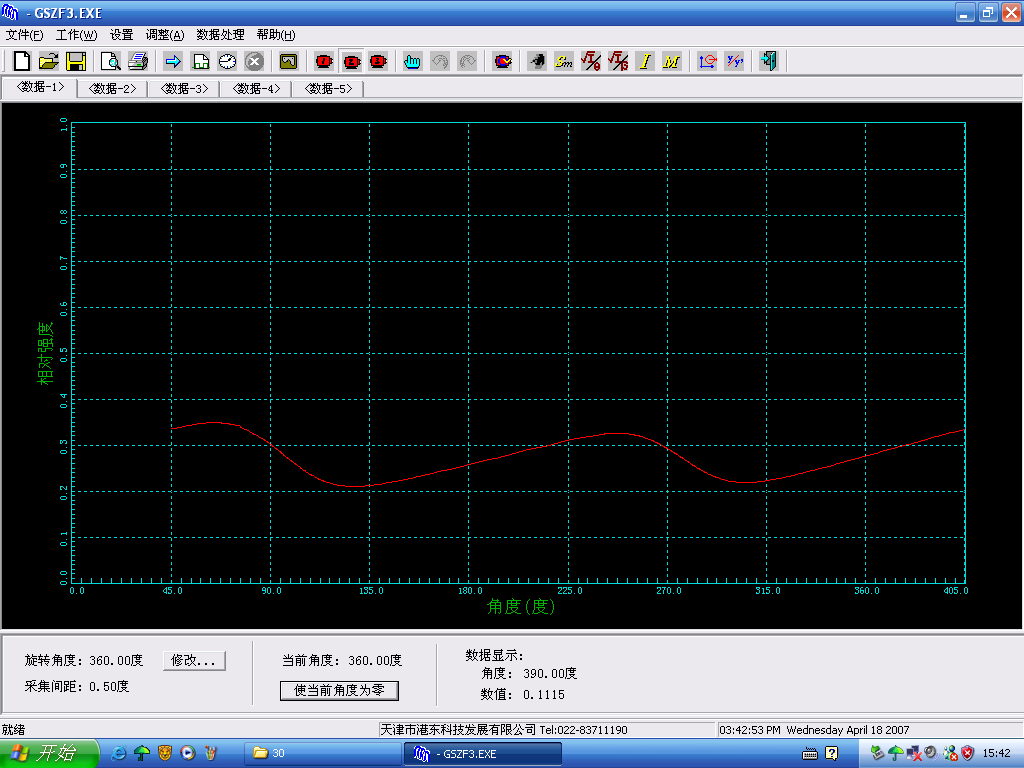 - GSZF3.EXE
文件(F) 工作(W) 设置 调整(A) 数据处理 帮助(H)
<数据-1> <数据-2> <数据-3> <数据-4> <数据-5>
1.0
0.9
0.8
0.7
0.6
0.5
0.4
0.3
0.2
0.1
0.0
相对强度
0.0 45.0 90.0 135.0 180.0 225.0 270.0 315.0 360.0 405.0
角度(度)
旋转角度: 360.00度 修改...
采集间距: 0.50度
当前角度: 360.00度
使当前角度为零
数据显示:
角度: 390.00度
数值: 0.1115
就绪 天津市港东科技发展有限公司 Tel:022-83711190 03:42:53 PM Wednesday April 18 2007
开始 30 - GSZF3.EXE 15:42